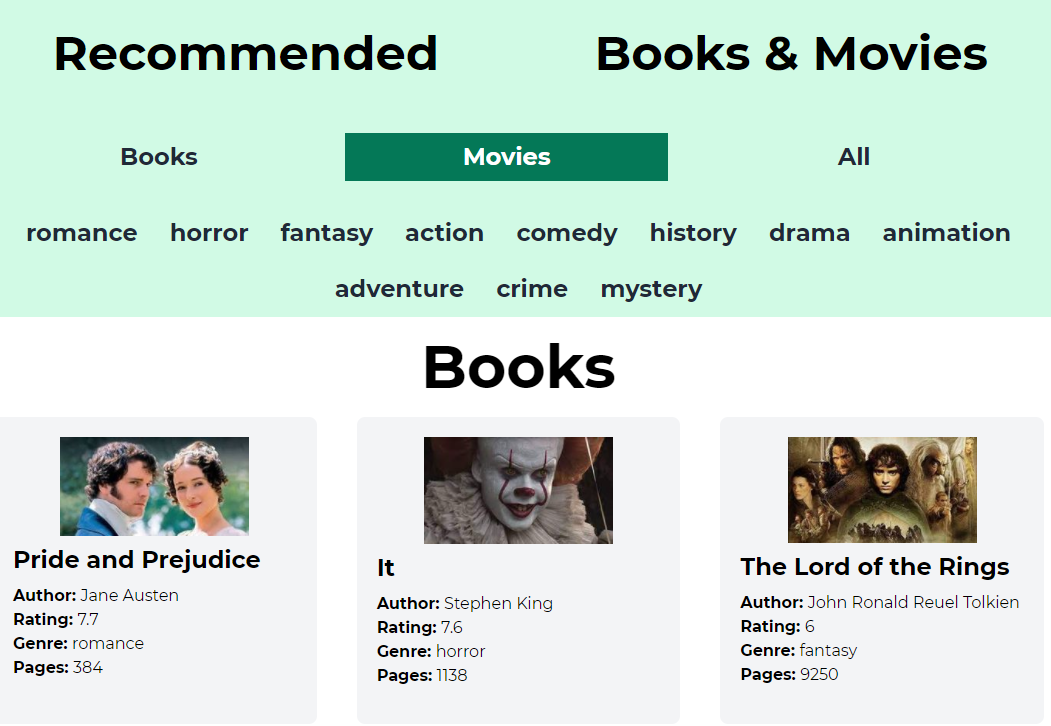 Recommended Books & Movies
Books Movies All
romance horror fantasy action comedy history drama animation
adventure crime mystery
Books
Pride and Prejudice
Author: Jane Austen
Rating: 7.7
Genre: romance
Pages: 384
It
Author: Stephen King
Rating: 7.6
Genre: horror
Pages: 1138
The Lord of the Rings
Author: John Ronald Reuel Tolkien
Rating: 6
Genre: fantasy
Pages: 9250